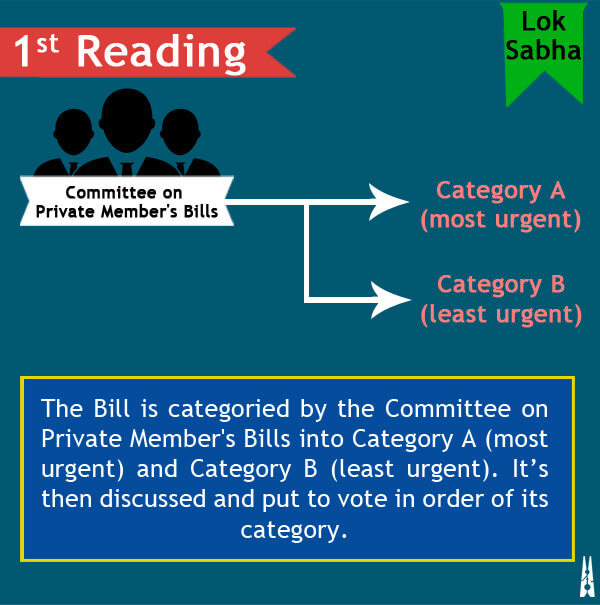 Lok
Sabha
1st Reading
Committee on
Private Member's Bills
Category A
(most urgent)
Category B
(least urgent)
The Bill is categoried by the Committee on
Private Member's Bills into Category A (most
urgent) and Category B (least urgent). It’s
then discussed and put to vote in order of its
category.